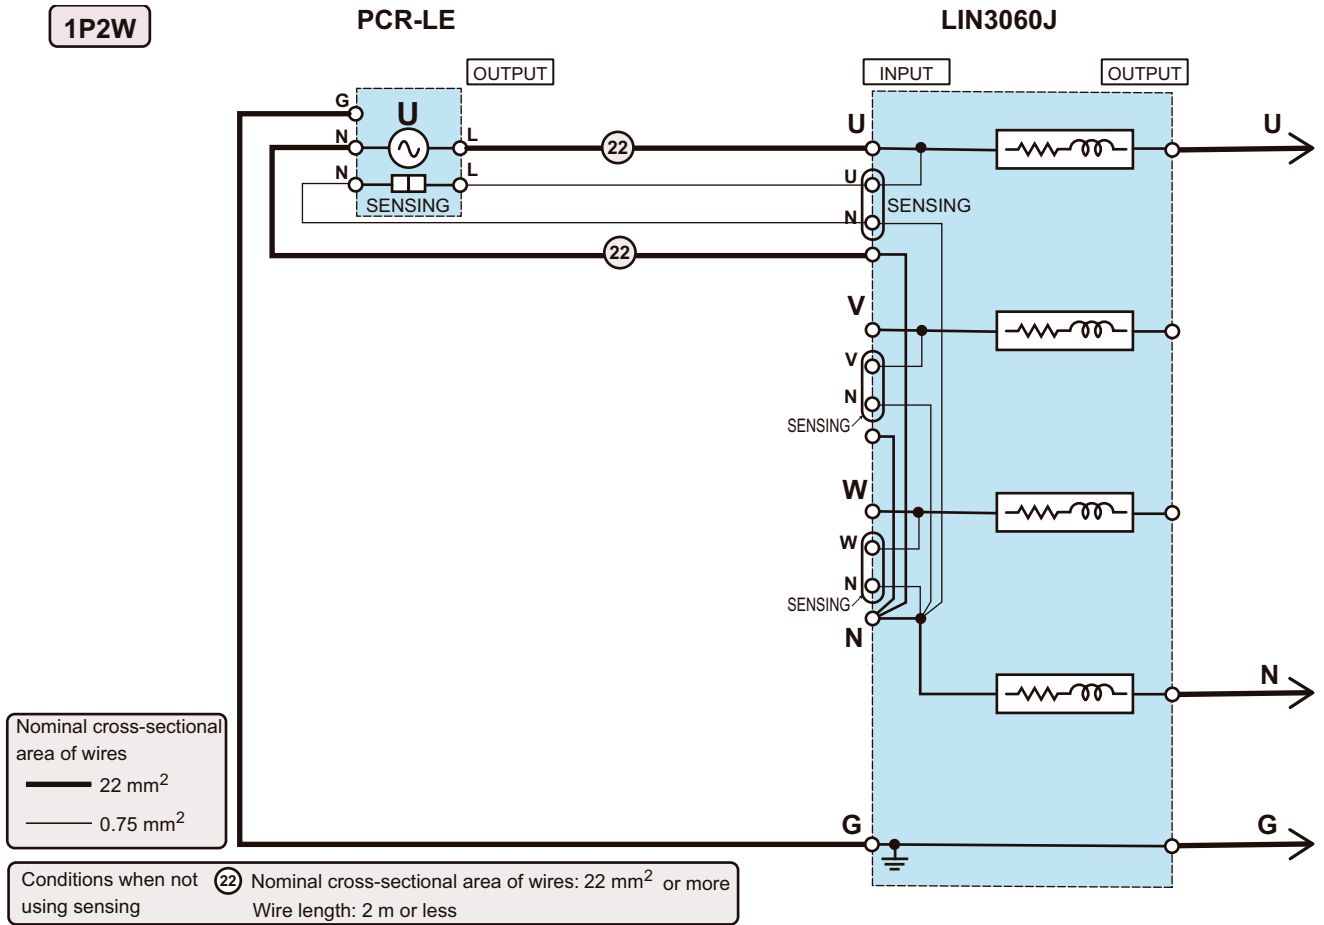 1P2W
PCR-LE
LIN3060J
OUTPUT
INPUT
OUTPUT
G
U
N
L
22
U
U
N
L
U
SENSING
SENSING
N
22
V
V
N
SENSING
W
W
N
SENSING
N
N
Nominal cross-sectional
area of wires
22 mm2
0.75 mm2
G
G
Conditions when not
using sensing
22 Nominal cross-sectional area of wires: 22 mm2 or more
Wire length: 2 m or less